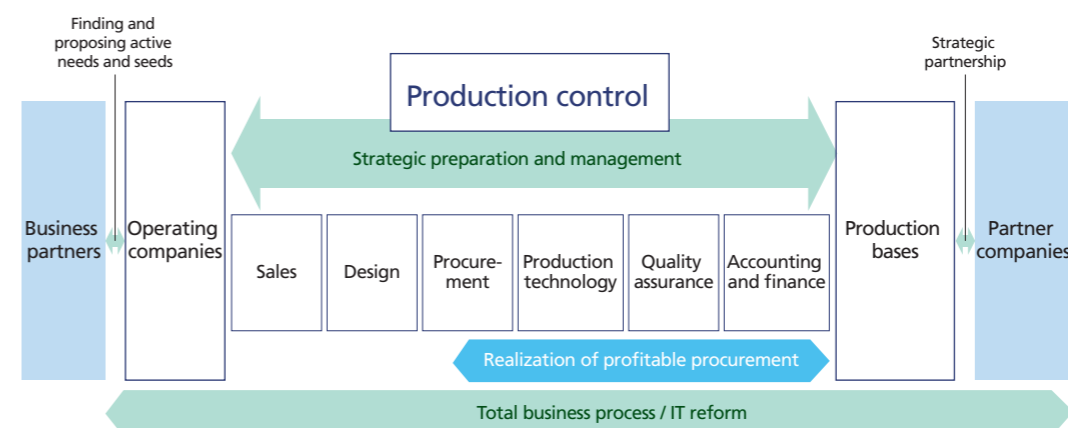 Finding and
proposing active
needs and seeds
Strategic
partnership
Production control
Strategic preparation and management
Business
partners
Operating
companies
Sales
Design
Procure-
ment
Production
technology
Quality
assurance
Accounting
and finance
Production
bases
Partner
companies
Realization of profitable procurement
Total business process / IT reform